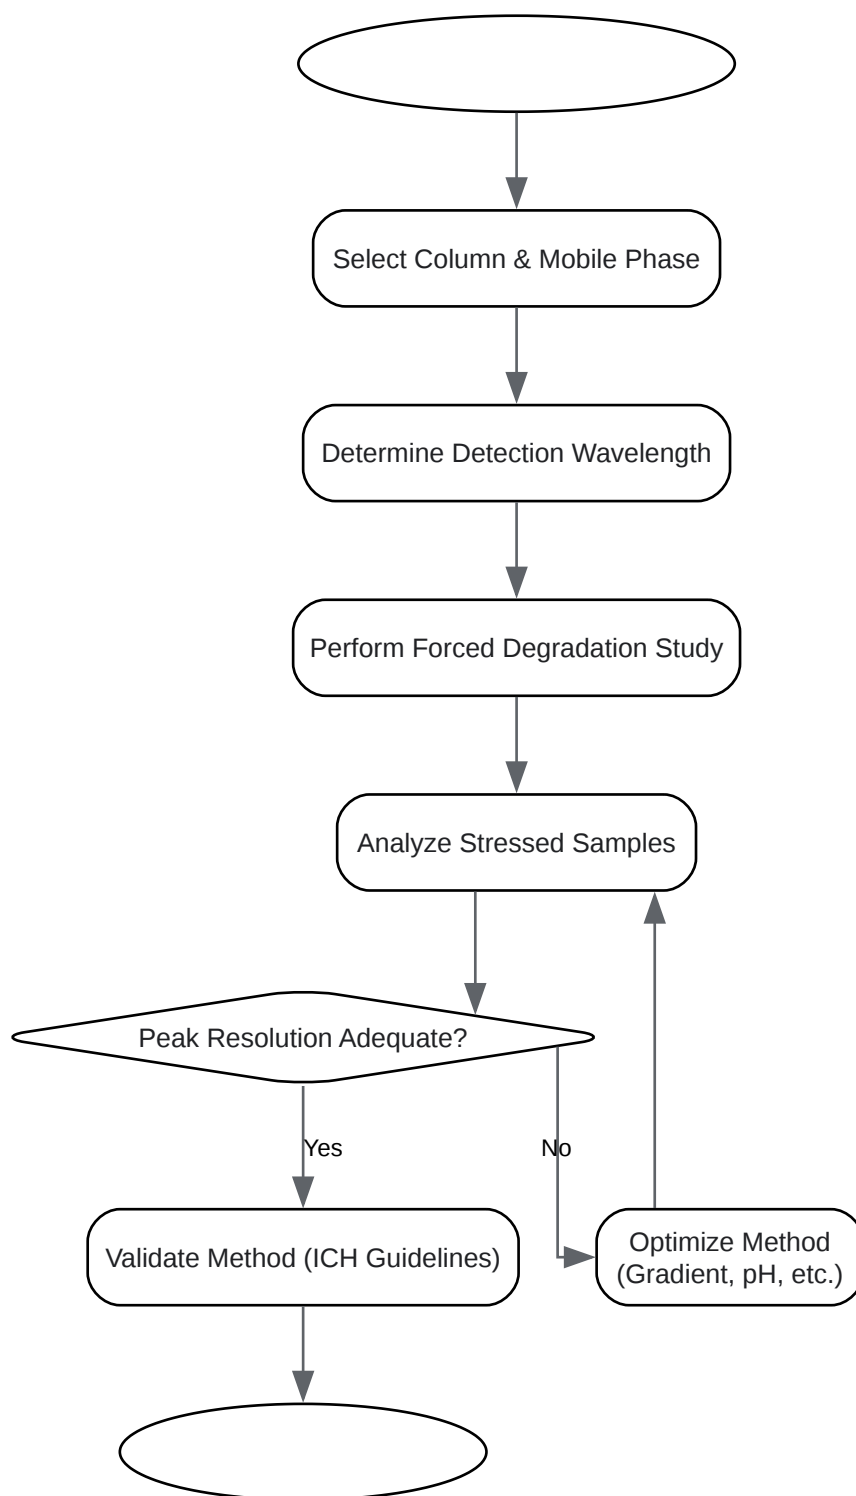 Select Column & Mobile Phase
Determine Detection Wavelength
Perform Forced Degradation Study
Analyze Stressed Samples
Peak Resolution Adequate?
Yes
No
Validate Method (ICH Guidelines)
Optimize Method
(Gradient, pH, etc.)